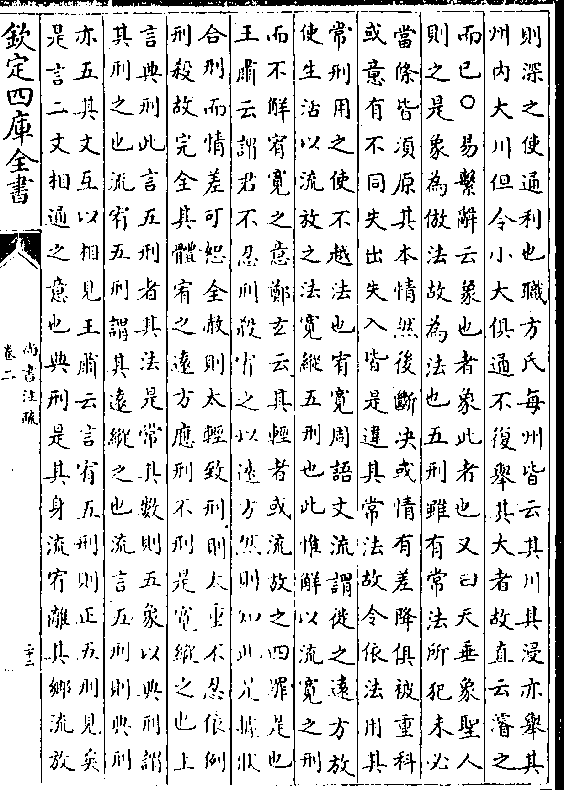 則深之使通利也職方氏每州皆云其川其浸亦舉其
州內大川但令小大俱通不復舉其大者故直云濬之
而已○易繫辭云象也者象此者也又曰天垂象聖人
則之是象為倣法故為法也五刑雖有常法所犯未必
當條皆須原其本情然後斷決或情有差降俱被重科
或意有不同失出失入皆是違其常法故令依法用其
常刑用之使不越法也宥寬周語文流謂徙之遠方放
使生活以流放之法寬縱五刑也此惟解以流寬之刑
而不解宥寬之意鄭玄云其輕者或流放之四罪是也
王肅云謂君不忍刑殺宥之以遠方然則知此是據狀
合刑而情差可恕全赦則太輕致刑則太重不忍依例
刑殺故完全其體宥之遠方應刑不刑是寬縱之也上
言典刑此言五刑者其法是常其數則五象以典刑謂
其刑之也流宥五刑謂其遠縱之也流言五刑則典刑
亦五其文互以相見王肅云言宥五刑則正五刑見矣
是言二文相通之意也典刑是其身流宥離其鄉流放
欽定四庫全書
尚書注疏
卷二
二十二